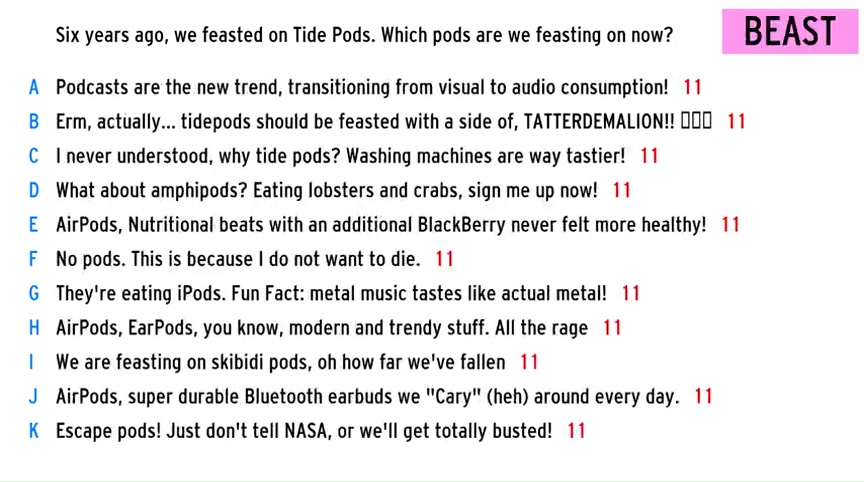 Six years ago, we feasted on Tide Pods. Which pods are we feasting on now?
BEAST
A Podcasts are the new trend, transitioning from visual to audio consumption! 11
B Erm, actually... tidepods should be feasted with a side of, TATTERDEMALION!! 11
C I never understood, why tide pods? Washing machines are way tastier! 11
D What about amphipods? Eating lobsters and crabs, sign me up now! 11
E AirPods, Nutritional beats with an additional BlackBerry never felt more healthy! 11
F No pods. This is because I do not want to die. 11
G They're eating iPods. Fun Fact: metal music tastes like actual metal! 11
H AirPods, EarPods, you know, modern and trendy stuff. All the rage 11
I We are feasting on skibidi pods, oh how far we've fallen 11
J AirPods, super durable Bluetooth earbuds we "Cary" (heh) around every day. 11
K Escape pods! Just don't tell NASA, or we'll get totally busted! 11